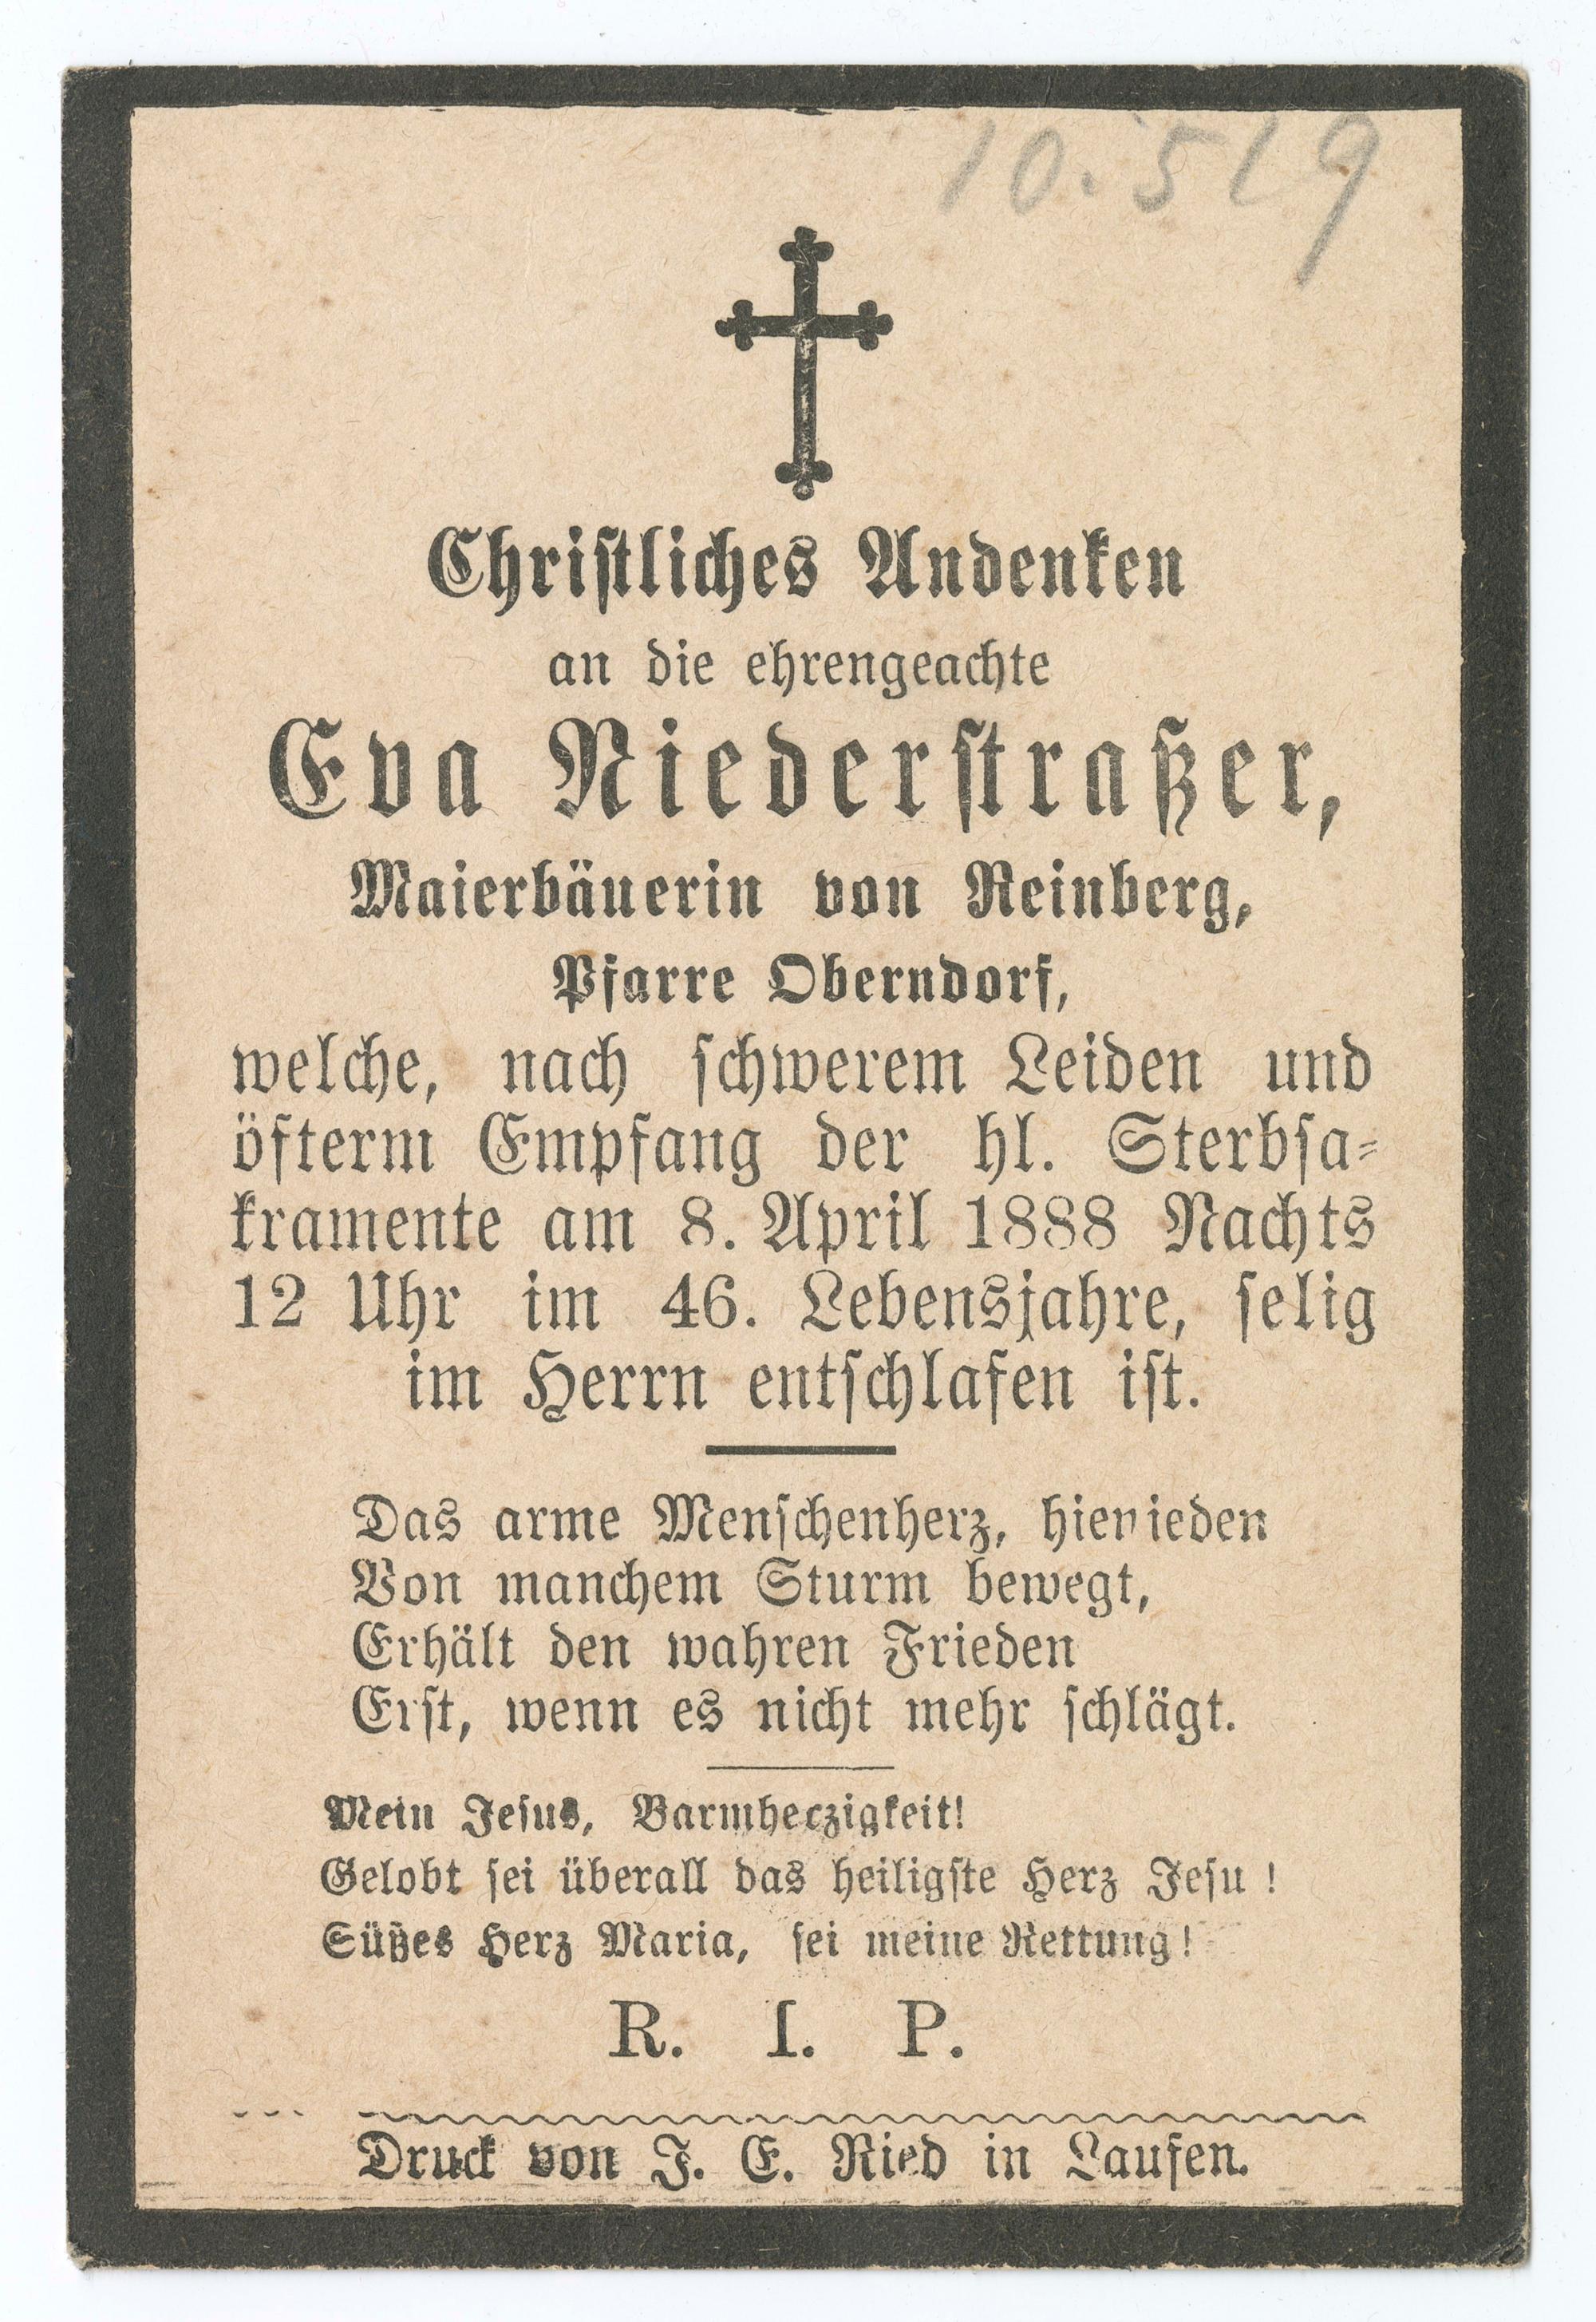 10.519
Christliches Andenken
an die ehrengeachte
Eva Niederstraßer,
Maierbäuerin von Reinberg,
Pfarre Oberndorf,
welche, nach schwerem Leiden und
öfterm Empfang der hl. Sterbsa-
kramente am 8. April 1888 Nachts
12 Uhr im 46. Lebensjahre, selig
im Herrn entschlafen ist.
Das arme Menschenherz, hienieden
Von manchem Sturm bewegt,
Erhält den wahren Frieden
Erst, wenn es nicht mehr schlägt.
Mein Jesus, Barmherzigkeit!
Gelobt sei überall das heiligste Herz Jesu!
Süßes Herz Maria, sei meine Rettung!
R. I. P.
Druck von J. E. Ried in Laufen.